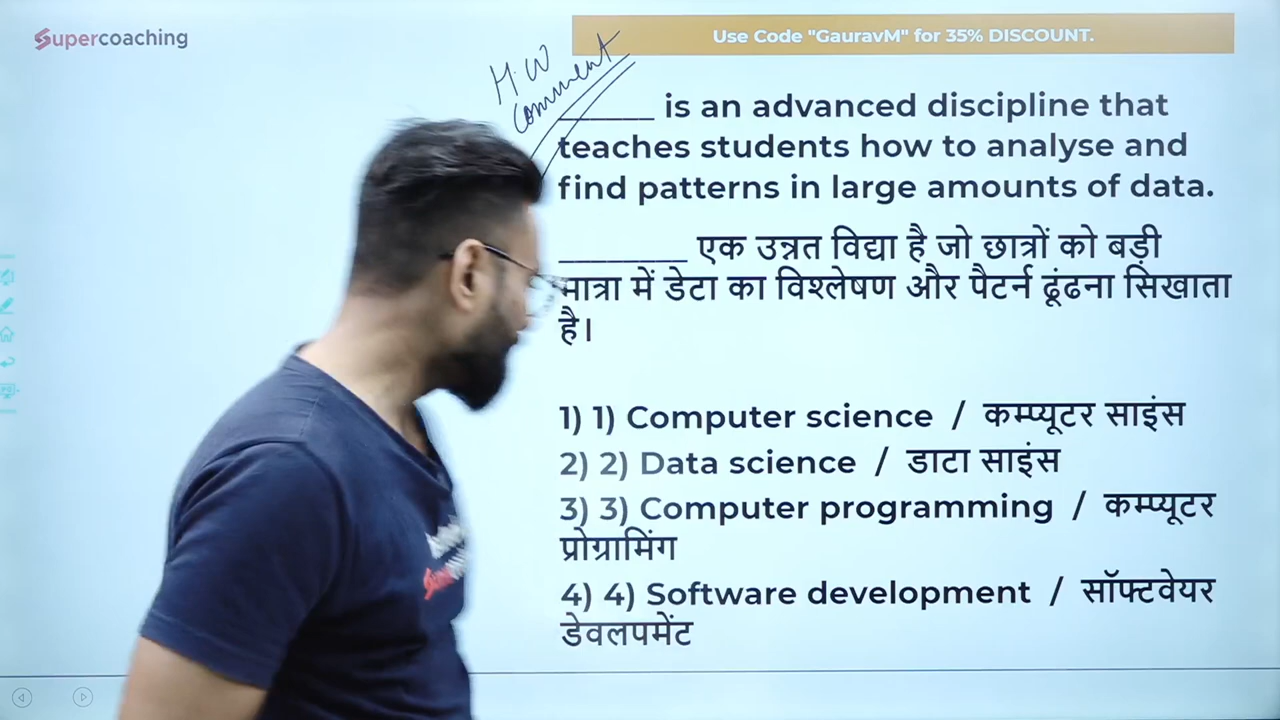 Supercoaching
Use Code "GauravM" for 35% DISCOUNT.
H.W
comment
______ is an advanced discipline that
teaches students how to analyse and
find patterns in large amounts of data.
________ एक उन्नत विद्या है जो छात्रों को बड़ी
मात्रा में डेटा का विश्लेषण और पैटर्न ढूंढना सिखाता
है।
1) 1) Computer science / कम्प्यूटर साइंस
2) 2) Data science / डाटा साइंस
3) 3) Computer programming / कम्प्यूटर
प्रोग्रामिंग
4) 4) Software development / सॉफ्टवेयर
डेवलपमेंट